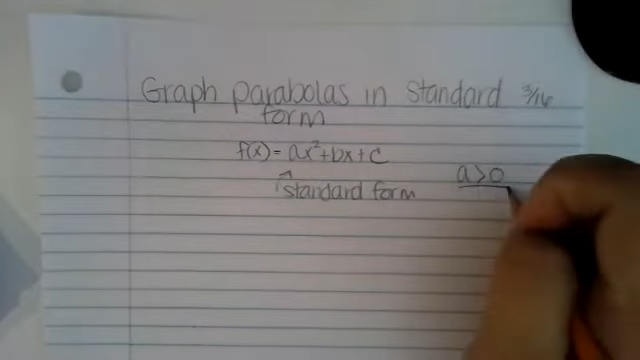 Graph parabolas in standard 3/16
form
f(x) = ax²+bx+c
standard form
a>0